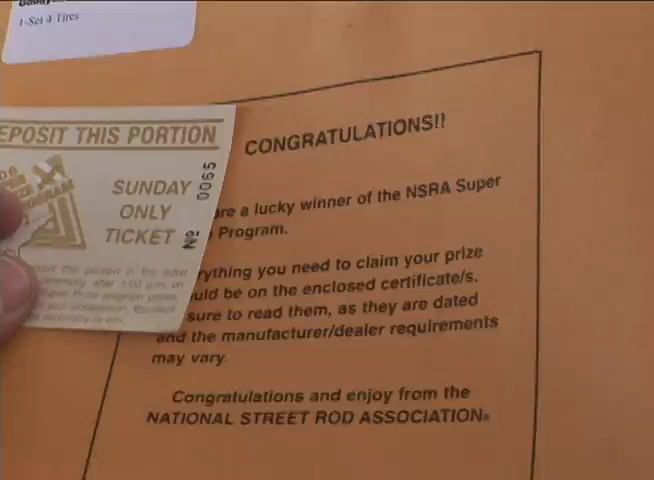 1-Set 4 Tires
EPOSIT THIS PORTION
SUNDAY
ONLY
TICKET
No 0065
CONGRATULATIONS!!
re a lucky winner of the NSRA Super
Program.
rything you need to claim your prize
uld be on the enclosed certificate/s.
sure to read them, as they are dated
and the manufacturer/dealer requirements
may vary.
Congratulations and enjoy from the
NATIONAL STREET ROD ASSOCIATION